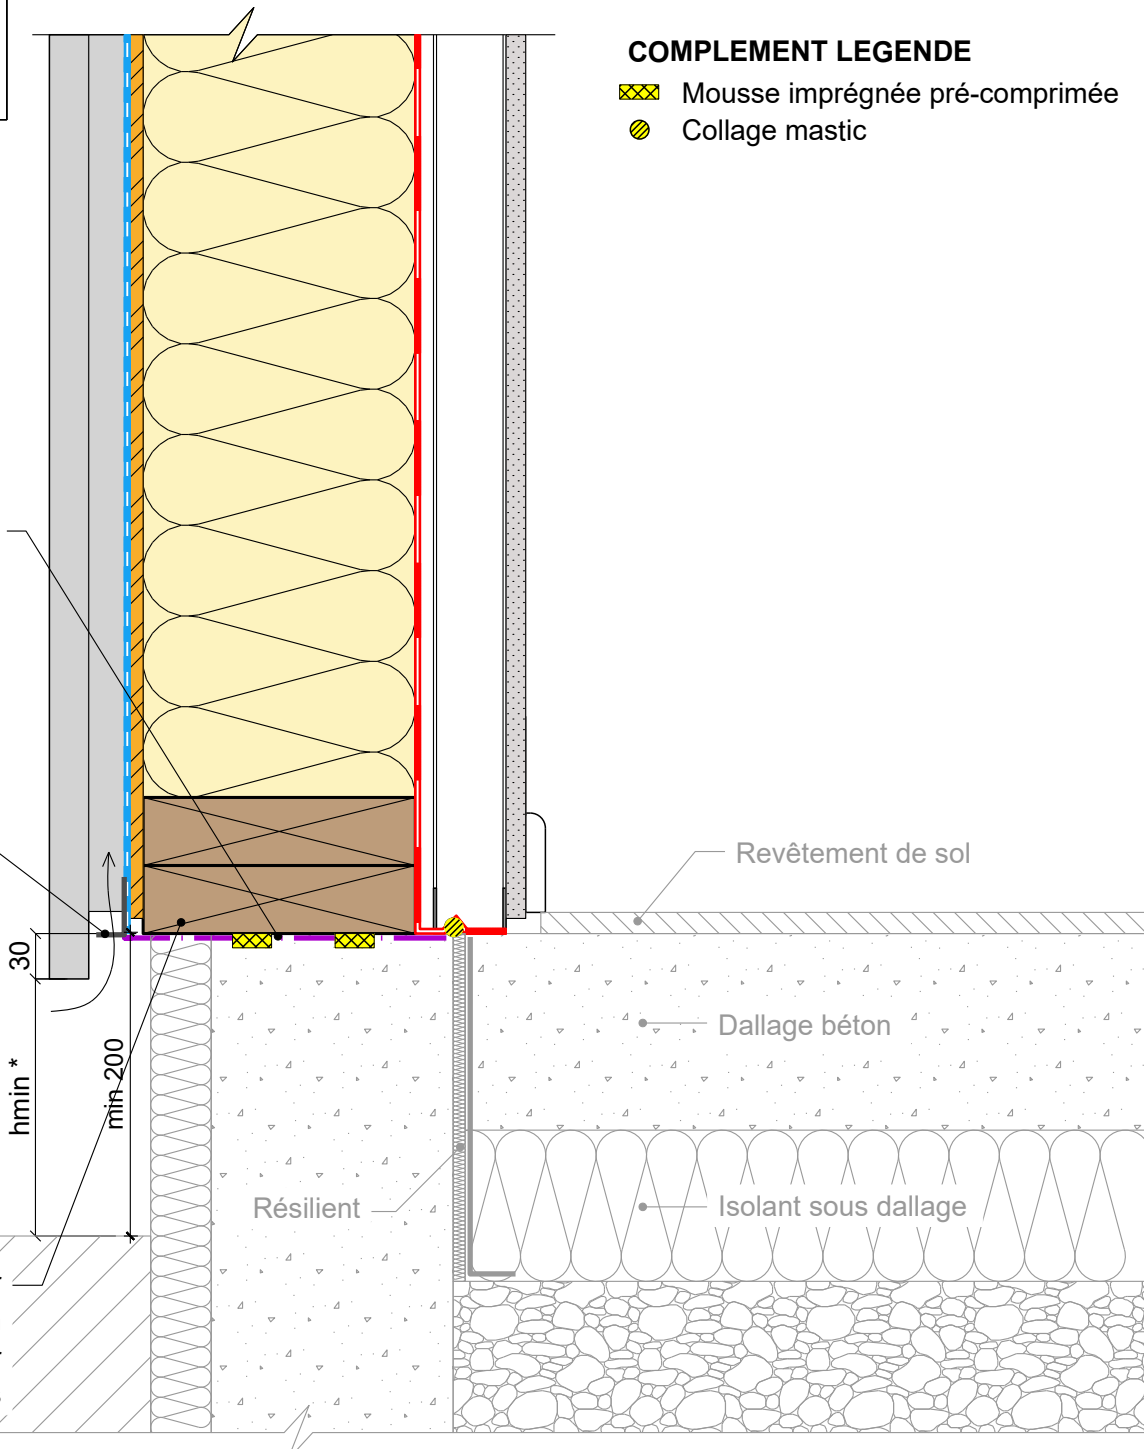 COMPLEMENT LEGENDE
Mousse imprégnée pré-comprimée
Collage mastic
Revêtement de sol
30
Dallage béton
hmin *
min 200
Résilient
Isolant sous dallage